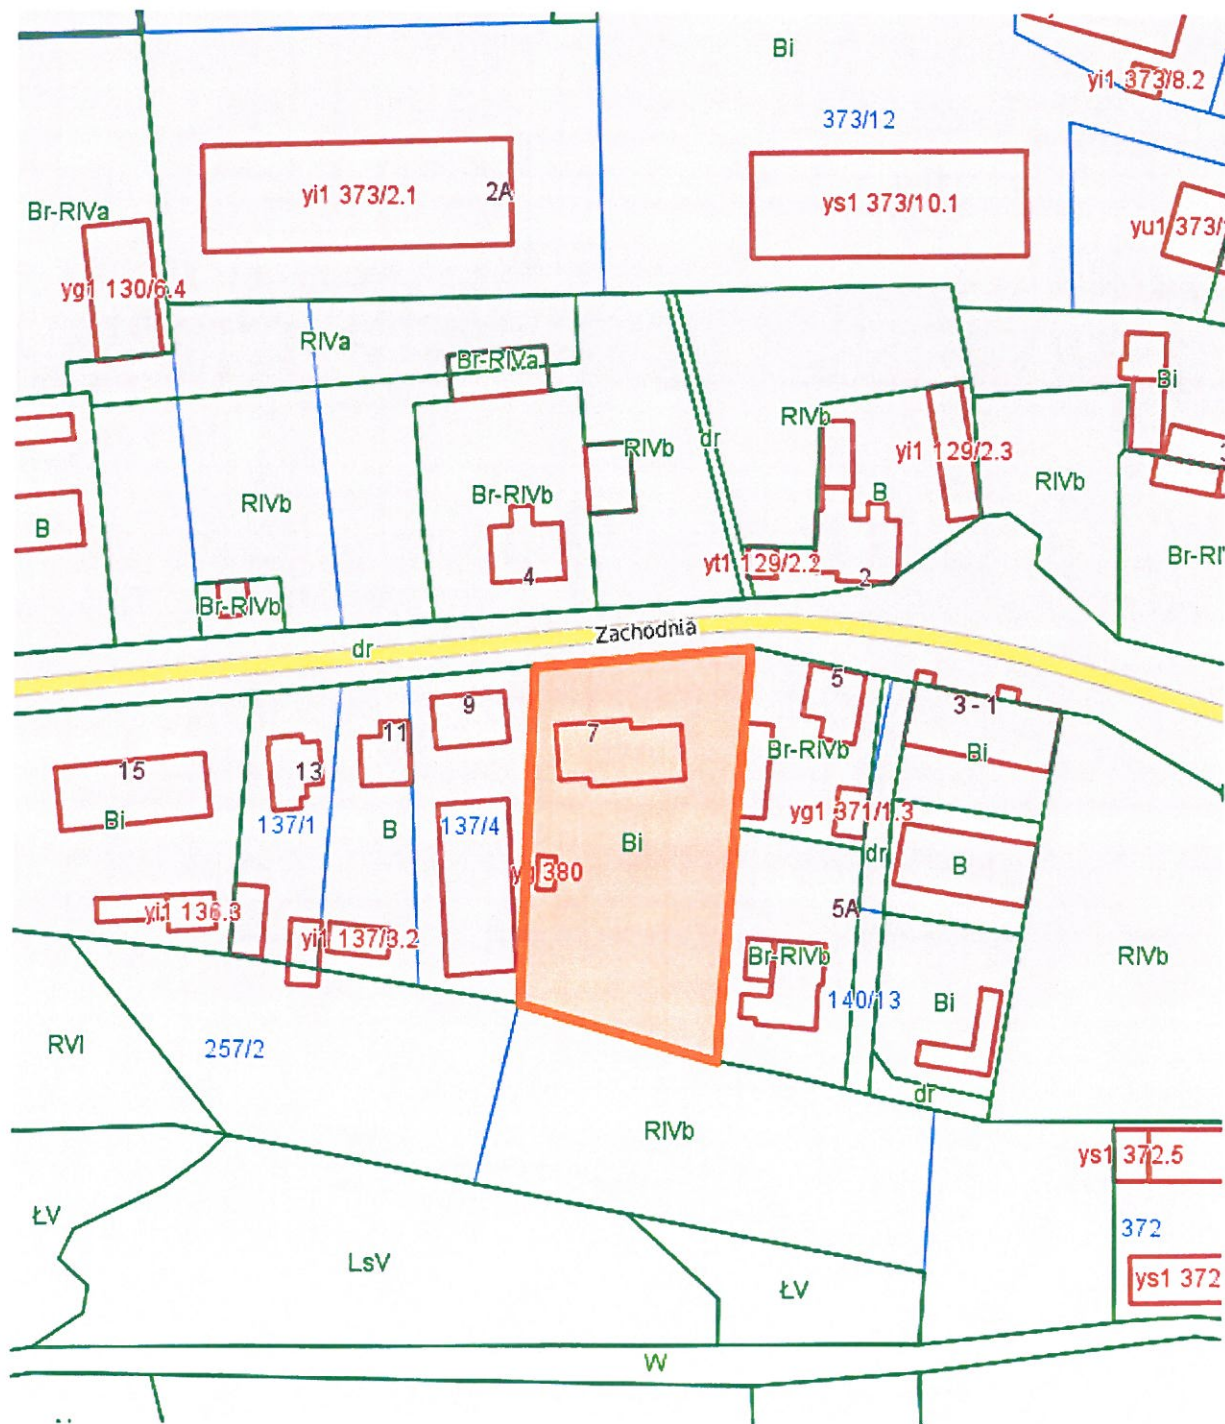 Bi
yi1 373/8.2
373/12
yi1 373/2.1
2A
ys1 373/10.1
Br-RIVa
yu1 373/
yg1 130/6.4
RIVa
Br-RIVa
Bi
RIVb
dr
RIVb
yi1 129/2.3
RIVb
RIVb
Br-RIVb
B
B
Br-RIV
yt1 129/2.2
2
4
Br-RIVb
Zachodnia
dr
5
9
3 - 1
7
11
Br-RIVb
Bi
15
13
yg1 371/1.3
Bi
137/1
B
137/4
Bi
dr
B
yg 380
yi1 136.3
5A
yi1 137/3.2
Br-RIVb
RIVb
140/13
Bi
RVI
257/2
dr
RIVb
ys1 372.5
ŁV
372
LsV
ŁV
ys1 372
W